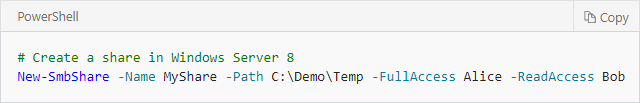 PowerShell
Copy
# Create a share in Windows Server 8
New-SmbShare -Name MyShare -Path C:\Demo\Temp -FullAccess Alice -ReadAccess Bob